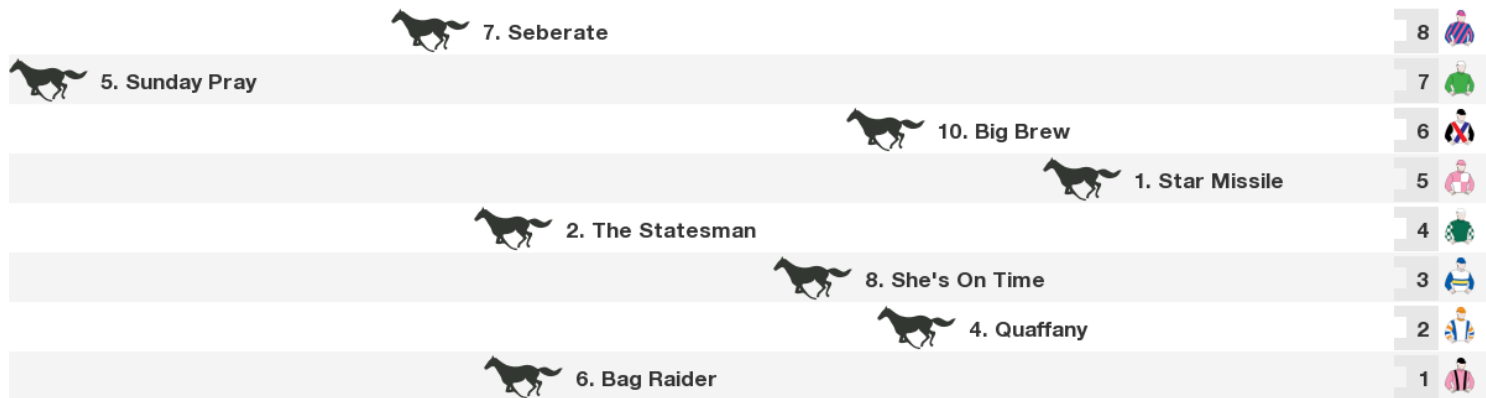 7. Seberate 8
5. Sunday Pray 7
10. Big Brew 6
1. Star Missile 5
2. The Statesman 4
8. She's On Time 3
4. Quaffany 2
6. Bag Raider 1